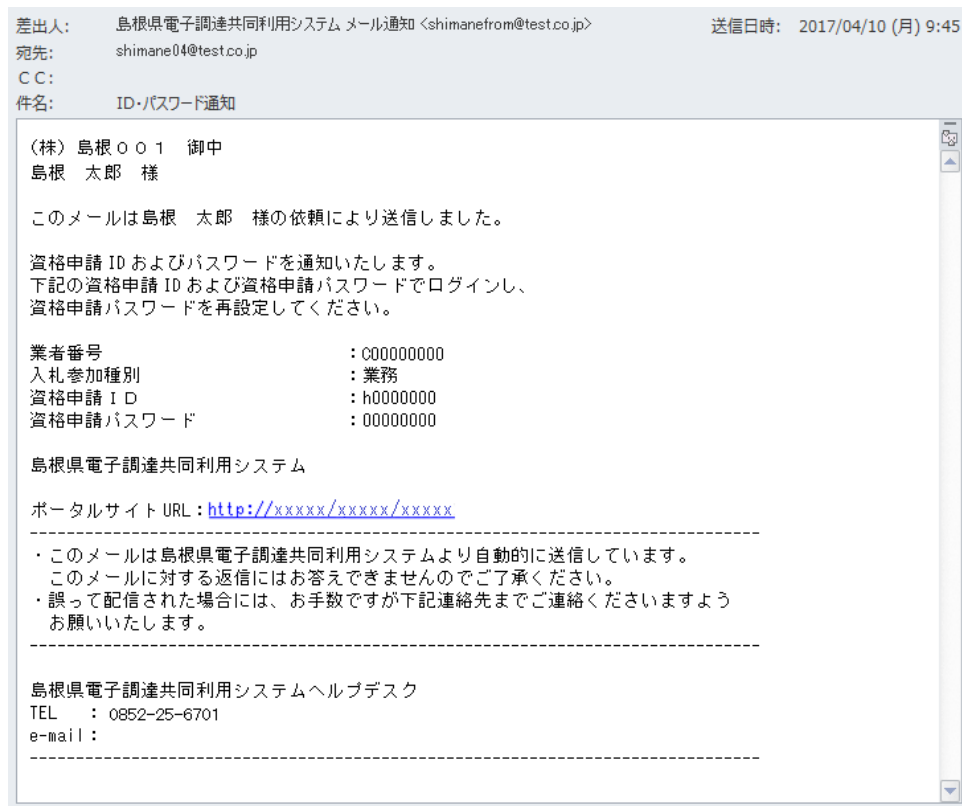 差出人: 島根県電子調達共同利用システム メール通知 <shimanefrom@test.co.jp> 送信日時: 2017/04/10 (月) 9:45
宛先: shimane04@test.co.jp
ＣＣ:
件名: ID・パスワード通知
(株) 島根００１　御中
島根　太郎　様
このメールは島根　太郎　様の依頼により送信しました。
資格申請 ID およびパスワードを通知いたします。
下記の資格申請 ID および資格申請パスワードでログインし、
資格申請パスワードを再設定してください。
業者番号 : C00000000
入札参加種別 : 業務
資格申請ＩＤ : h0000000
資格申請パスワード : 00000000
島根県電子調達共同利用システム
ポータルサイト URL : http://xxxxx/xxxxx/xxxxx
--------------------------------------------------------------------------------
・このメールは島根県電子調達共同利用システムより自動的に送信しています。
このメールに対する返信にはお答えできませんのでご了承ください。
・誤って配信された場合には、お手数ですが下記連絡先までご連絡くださいますよう
お願いいたします。
--------------------------------------------------------------------------------
島根県電子調達共同利用システムヘルプデスク
TEL : 0852-25-6701
e-mail :
--------------------------------------------------------------------------------